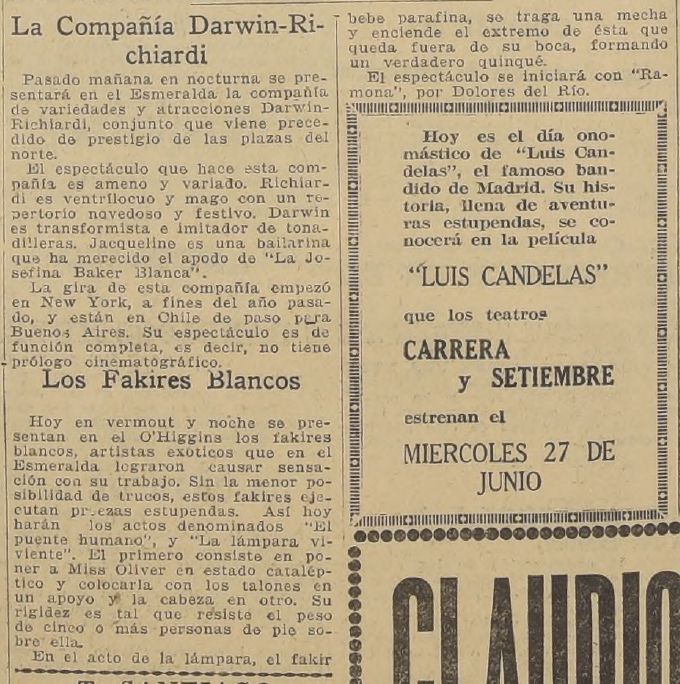 La Compañía Darwin-Ri-
chiardi
Pasado mañana en nocturna se pre-
sentará en el Esmeralda la compañía
de variedades y atracciones Darwin-
Richiardi, conjunto que viene prece-
dido de prestigio de las plazas del
norte.
El espectáculo que hace esta com-
pañía es ameno y variado. Richiar-
di es ventrílocuo y mago con un re-
pertorio novedoso y festivo. Darwin
es transformista e imitador de tona-
dilleras. Jacqueline es una bailarina
que ha merecido el apodo de "La Jo-
sefina Baker Blanca".
La gira de esta compañía empezó
en New York, a fines del año pasa-
do, y están en Chile de paso para
Buenos Aires. Su espectáculo es de
función completa, es decir, no tiene
prólogo cinematográfico.
Los Fakires Blancos
Hoy en vermout y noche se pre-
sentan en el O'Higgins los fakires
blancos, artistas exóticos que en el
Esmeralda lograron causar sensa-
ción con su trabajo. Sin la menor po-
sibilidad de trucos, estos fakires eje-
cutan proezas estupendas. Así hoy
harán los actos denominados "El
puente humano", y "La lámpara vi-
viente". El primero consiste en po-
ner a Miss Oliver en estado catalép-
tico y colocarla con los talones en
un apoyo y la cabeza en otro. Su
rigidez es tal que resiste el peso
de cinco o más personas de pie so-
bre ella.
En el acto de la lámpara, el fakir
bebe parafina, se traga una mecha
y enciende el extremo de ésta que
queda fuera de su boca, formando
un verdadero quinqué.
El espectáculo se iniciará con "Ra-
mona", por Dolores del Río.
Hoy es el día ono-
mástico de "Luis Can-
delas", el famoso ban-
dido de Madrid. Su his-
toria, llena de aventu-
ras estupendas, se co-
nocerá en la película
"LUIS CANDELAS"
que los teatros
CARRERA
y SETIEMBRE
estrenan el
MIERCOLES 27 DE
JUNIO
CLAUDIO